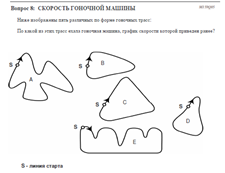 Вопрос 8: СКОРОСТЬ ГОНОЧНОЙ МАШИНЫ
Ниже изображены пять различных по форме гоночных трасс:
По какой из этих трасс ехала гоночная машина, график скорости которой приведен ранее?
S
B
S
A
S
C
S
D
S
E
S - линия старта